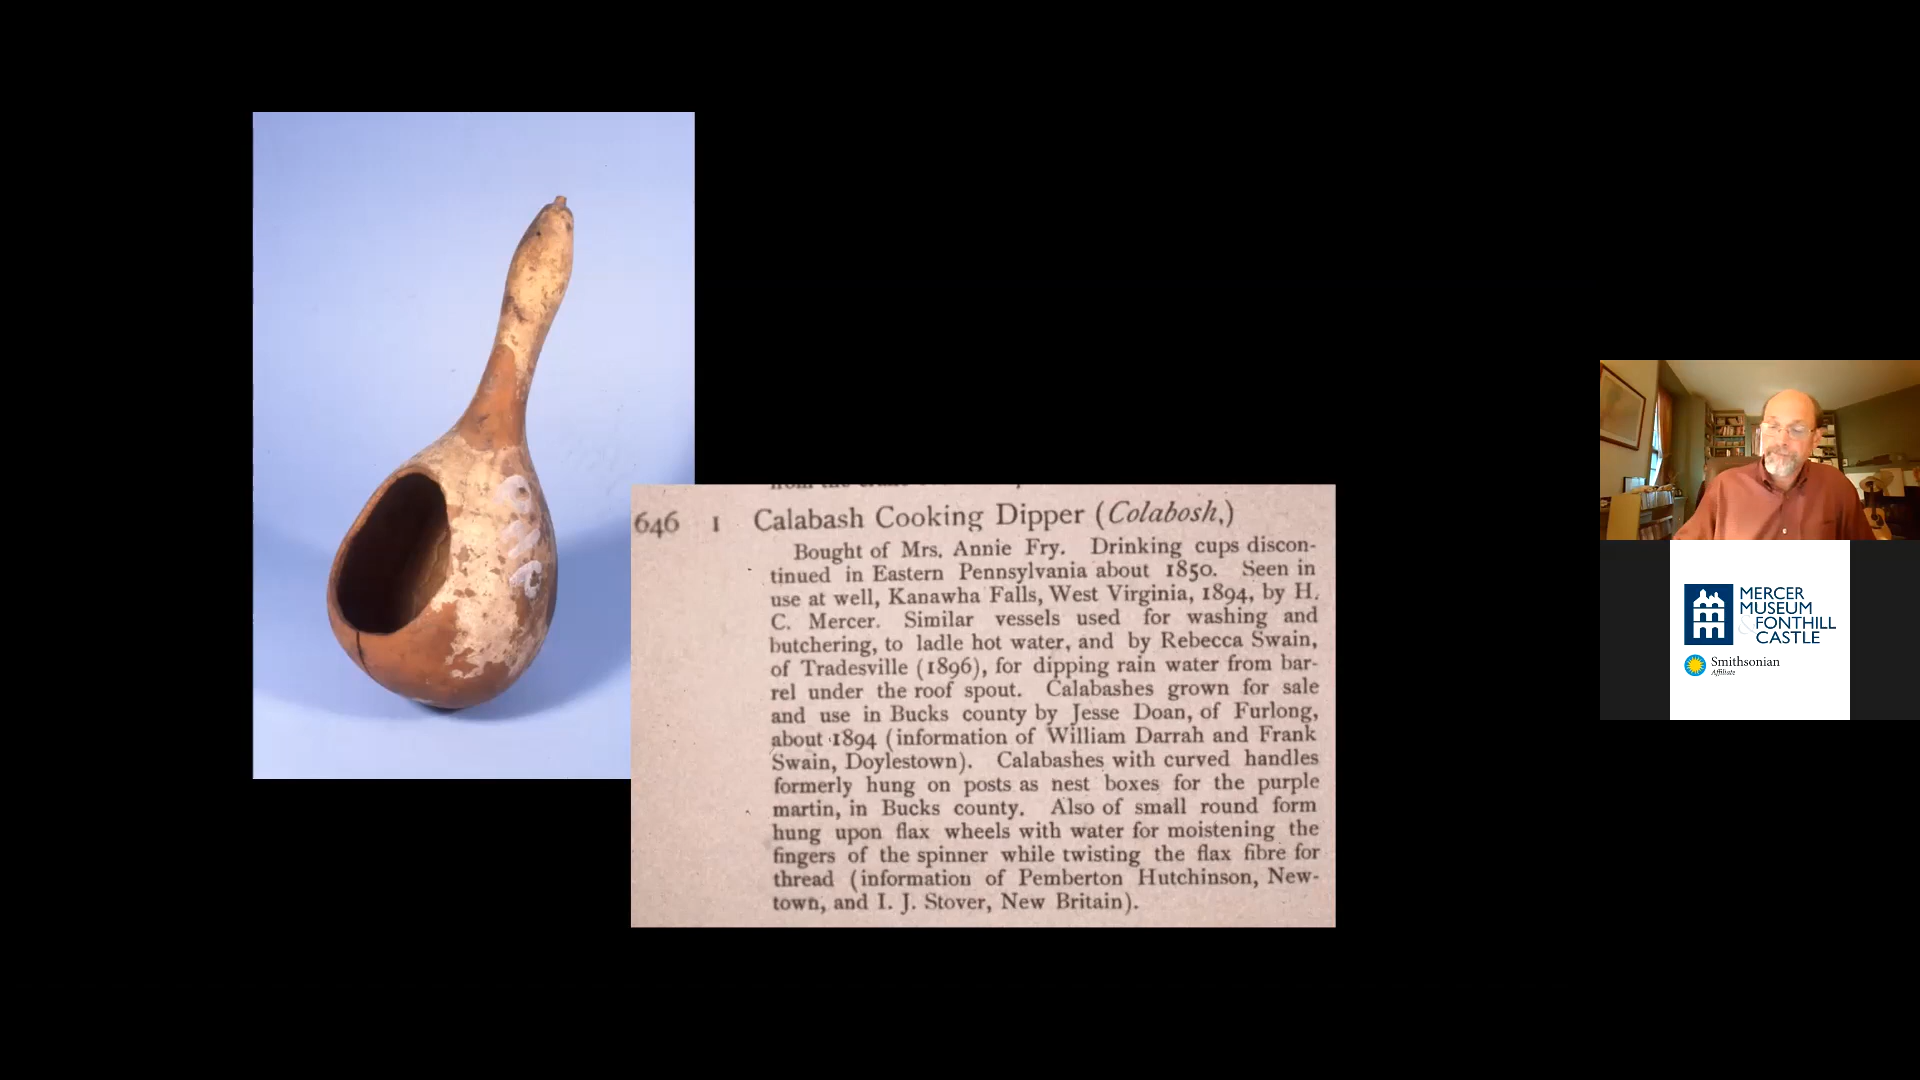 646 1 Calabash Cooking Dipper (Colabosh,)
Bought of Mrs. Annie Fry. Drinking cups discon-
tinued in Eastern Pennsylvania about 1850. Seen in
use at well, Kanawha Falls, West Virginia, 1894, by H.
C. Mercer. Similar vessels used for washing and
butchering, to ladle hot water, and by Rebecca Swain,
of Tradesville (1896), for dipping rain water from bar-
rel under the roof spout. Calabashes grown for sale
and use in Bucks county by Jesse Doan, of Furlong,
about 1894 (information of William Darrah and Frank
Swain, Doylestown). Calabashes with curved handles
formerly hung on posts as nest boxes for the purple
martin, in Bucks county. Also of small round form
hung upon flax wheels with water for moistening the
fingers of the spinner while twisting the flax fibre for
thread (information of Pemberton Hutchinson, New-
town, and I. J. Stover, New Britain).
MERCER
MUSEUM
& FONTHILL
CASTLE
Smithsonian
Affiliate